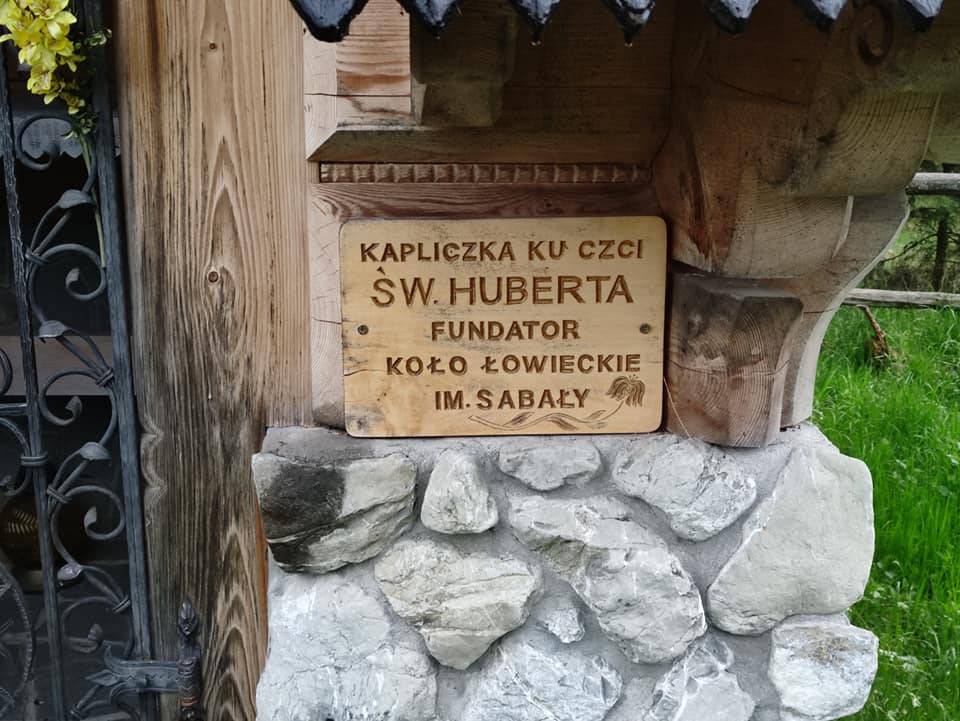 KAPLICZKA KU CZCI
ŚW. HUBERTA
FUNDATOR
KOŁO ŁOWIECKIE
IM. SABAŁY